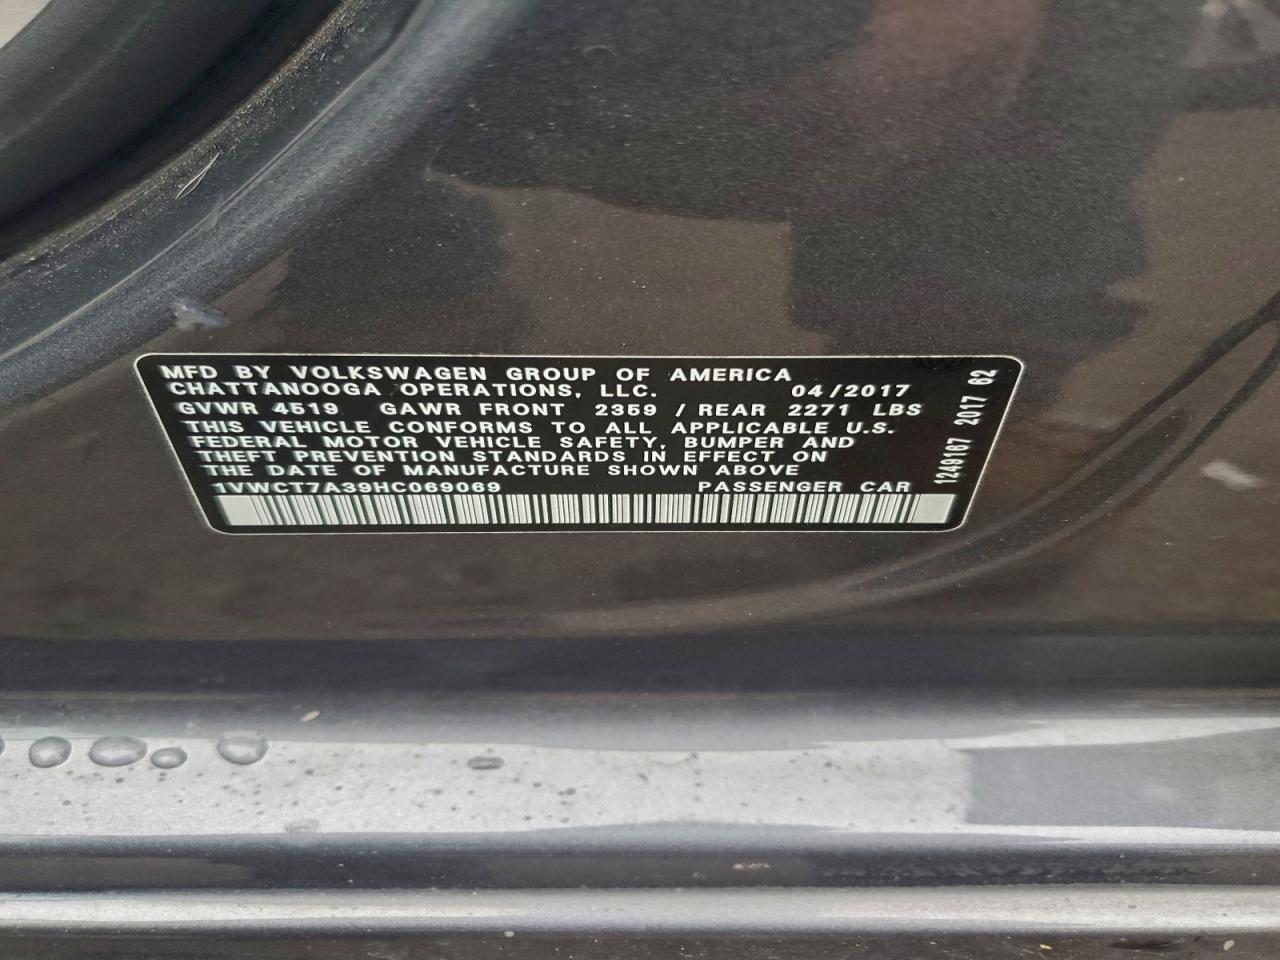 MFD BY VOLKSWAGEN GROUP OF AMERICA
CHATTANOOGA OPERATIONS, LLC. 04/2017
GVWR 4519 GAWR FRONT 2359 / REAR 2271 LBS
THIS VEHICLE CONFORMS TO ALL APPLICABLE U.S.
FEDERAL MOTOR VEHICLE SAFETY, BUMPER AND
THEFT PREVENTION STANDARDS IN EFFECT ON
THE DATE OF MANUFACTURE SHOWN ABOVE
1VWCT7A39HC069069 PASSENGER CAR
1249167 2017 62